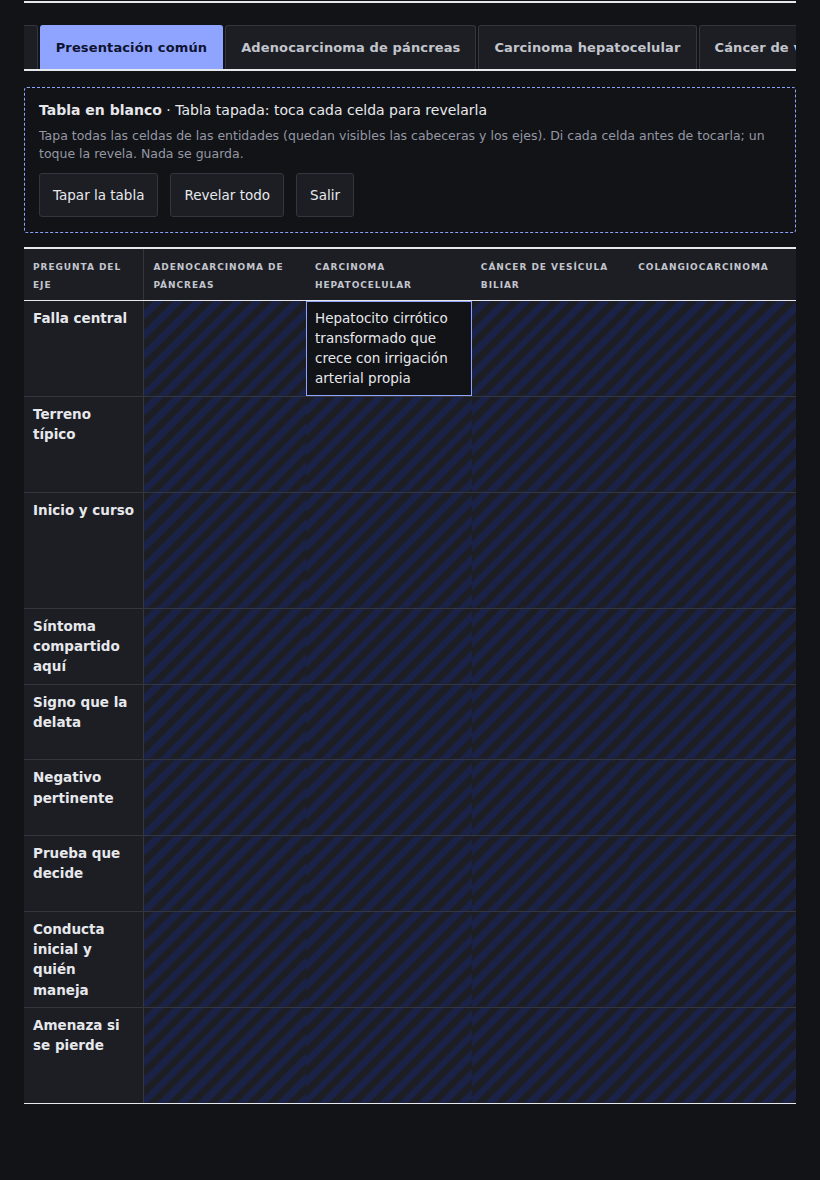 Presentación común
Adenocarcinoma de páncreas
Carcinoma hepatocelular
Cáncer de
Tabla en blanco · Tabla tapada: toca cada celda para revelarla
Tapa todas las celdas de las entidades (quedan visibles las cabeceras y los ejes). Di cada celda antes de tocarla; un
toque la revela. Nada se guarda.
Tapar la tabla
Revelar todo
Salir
PREGUNTA DEL
EJE
ADENOCARCINOMA DE
PÁNCREAS
CARCINOMA
HEPATOCELULAR
CÁNCER DE VESÍCULA
BILIAR
COLANGIOCARCINOMA
Falla central
Hepatocito cirrótico
transformado que
crece con irrigación
arterial propia
Terreno
típico
Inicio y curso
Síntoma
compartido
aquí
Signo que la
delata
Negativo
pertinente
Prueba que
decide
Conducta
inicial y
quién
maneja
Amenaza si
se pierde